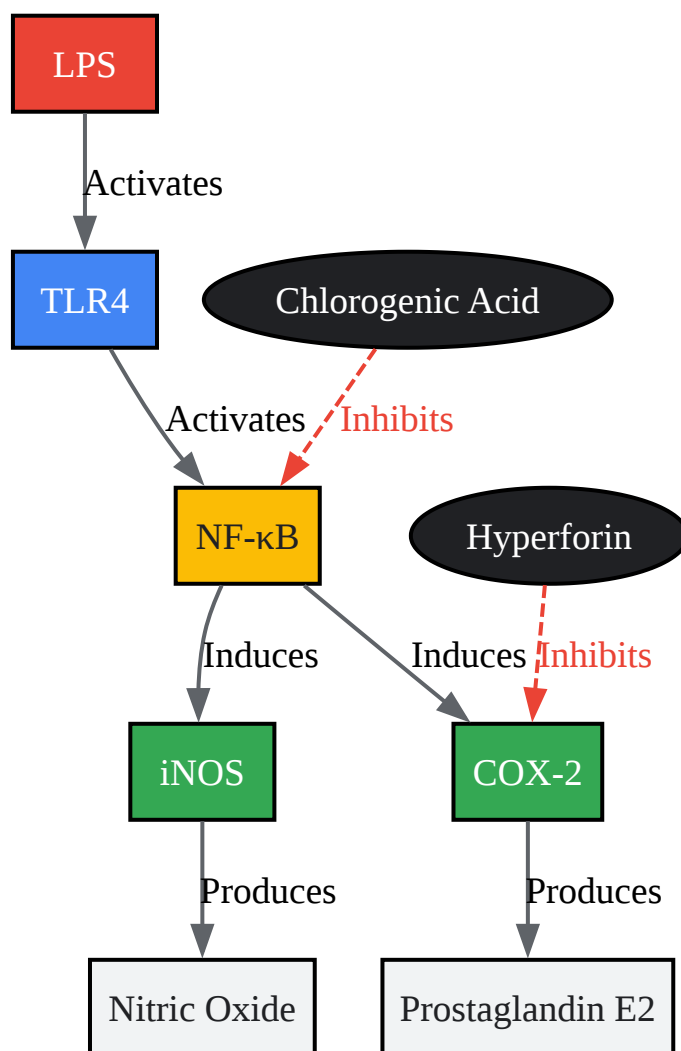 LPS
Activates
TLR4
Chlorogenic Acid
Activates
Inhibits
NF-κB
Hyperforin
Induces
Induces
Inhibits
iNOS
COX-2
Produces
Produces
Nitric Oxide
Prostaglandin E2